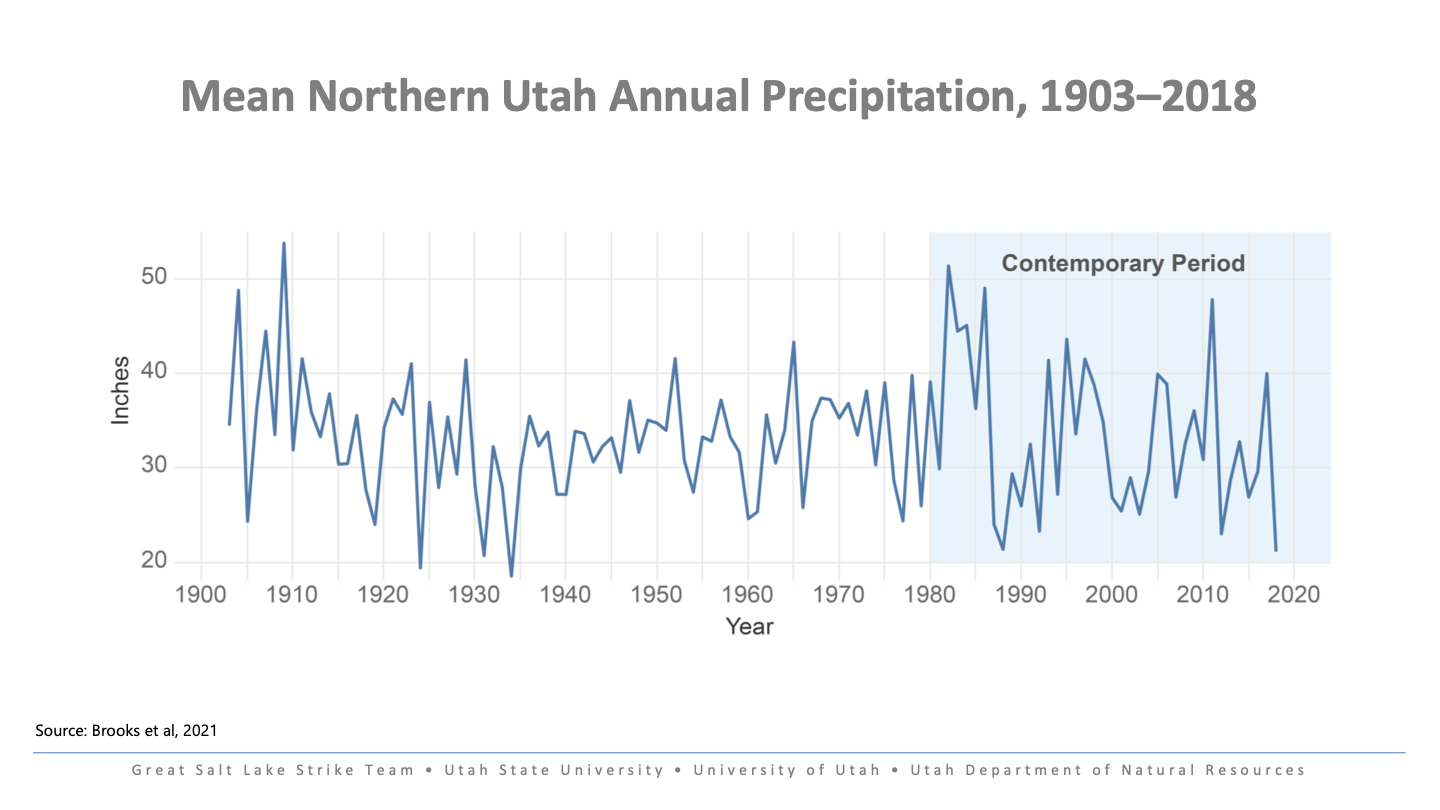 Mean Northern Utah Annual Precipitation, 1903–2018
Contemporary Period
50
40
30
20
Inches
1900 1910 1920 1930 1940 1950 1960 1970 1980 1990 2000 2010 2020
Year
Source: Brooks et al, 2021
Great Salt Lake Strike Team • Utah State University • University of Utah • Utah Department of Natural Resources